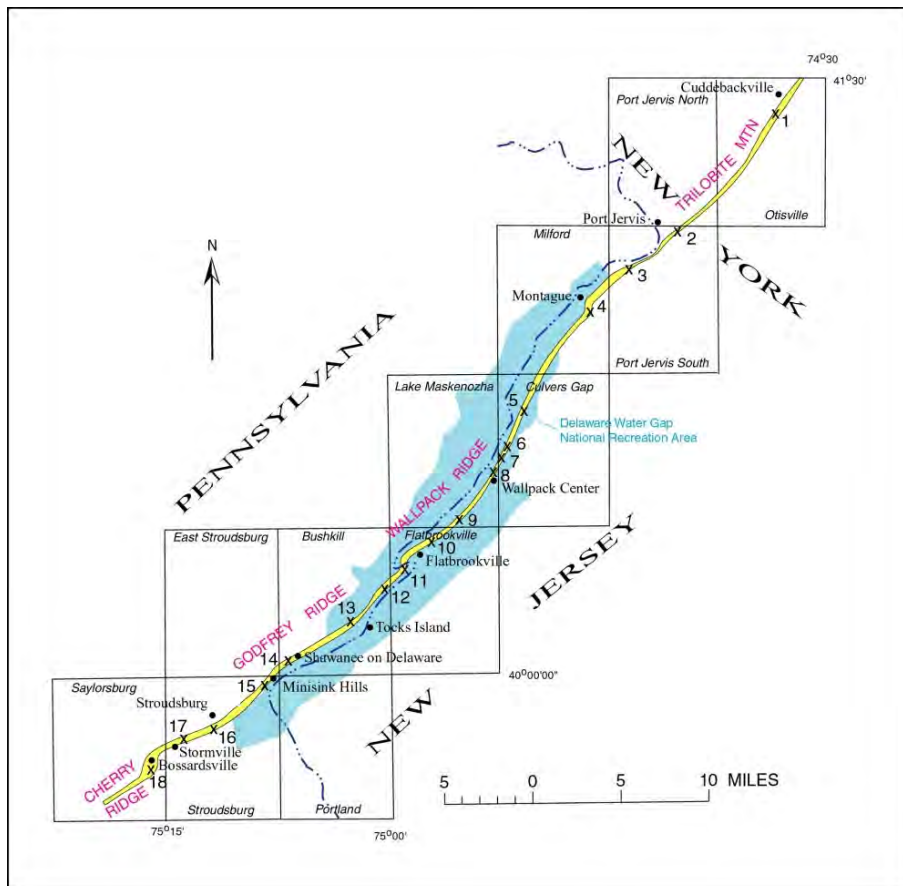 74°30
41°30'
Cuddebackville
Port Jervis North
1
TRILOBITE MTN
NEW YORK
Port Jervis
Otisville
2
Milford
N
3
Montague
4
PENNSYLVANIA
Port Jervis South
Lake Maskenozha
Culvers Gap
5
Delaware Water Gap
National Recreation Area
6
7
WALLPACK RIDGE
8
Wallpack Center
9
East Stroudsburg
Bushkill
Flatbrookville
10
Flatbrookville
NEW JERSEY
11
12
13
GODFREY RIDGE
Tocks Island
14
Shawanee on Delaware
40°00'00"
Saylorsburg
15
Minisink Hills
Stroudsburg
17
16
Stormville
Bossardsville
18
CHERRY
RIDGE
Stroudsburg
Portland
5 0 5 10 MILES
75°15'
75°00'